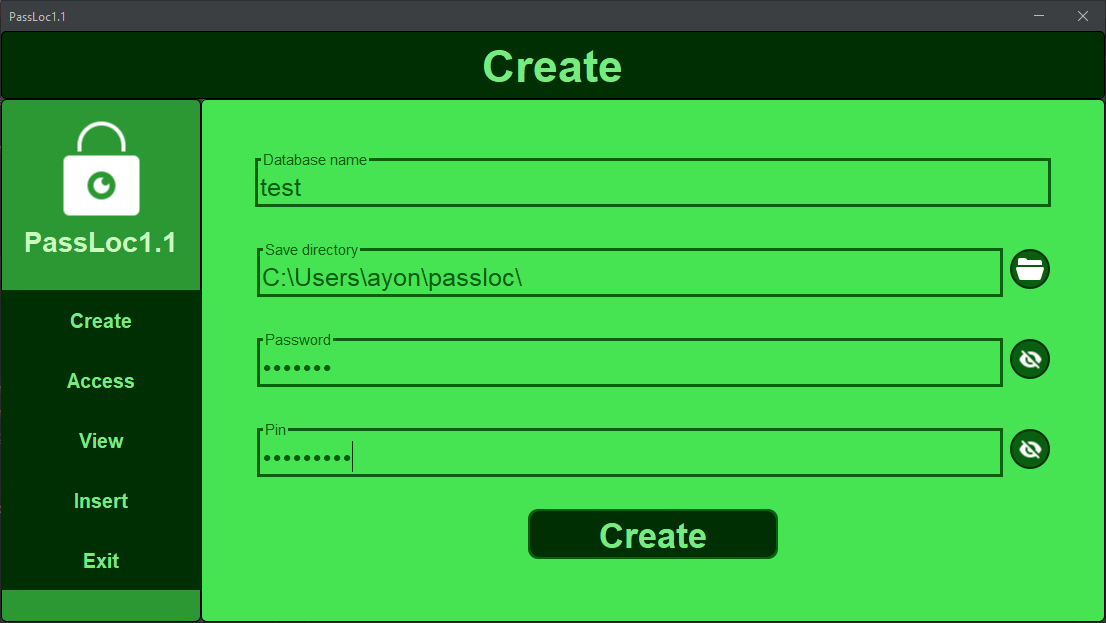 PassLoc1.1
Create
PassLoc1.1
Create
Access
View
Insert
Exit
Database name
test
Save directory
C:\Users\ayon\passloc\
Password
•••••••
Pin
•••••••••
Create